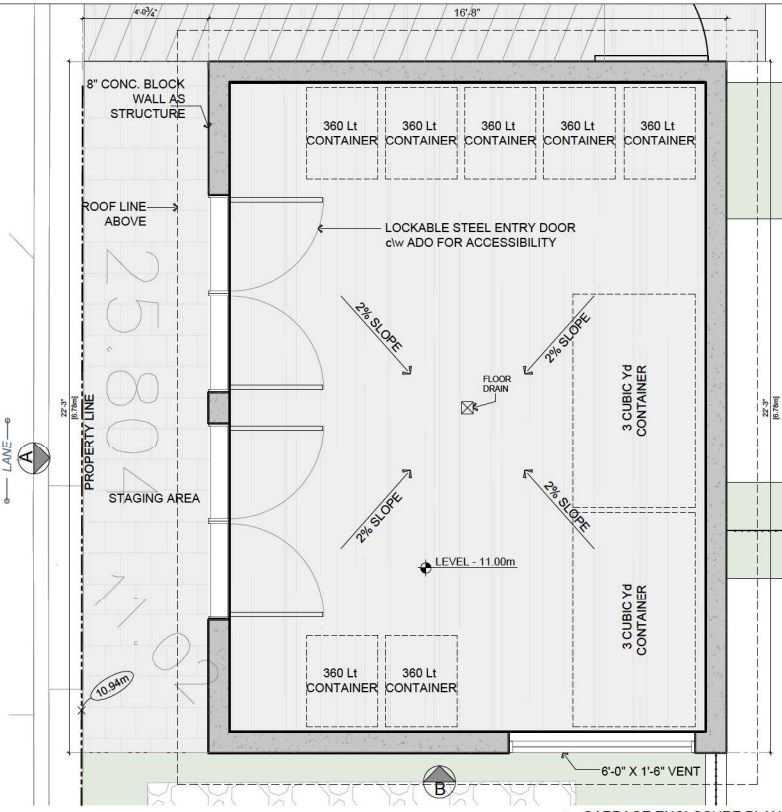 4'-0¾"
16'-8"
8" CONC. BLOCK
WALL AS
STRUCTURE
360 Lt
CONTAINER
360 Lt
CONTAINER
360 Lt
CONTAINER
360 Lt
CONTAINER
360 Lt
CONTAINER
ROOF LINE
ABOVE
LOCKABLE STEEL ENTRY DOOR
c\w ADO FOR ACCESSIBILITY
25.804
2% SLOPE
2% SLOPE
FLOOR
DRAIN
3 CUBIC Yd
CONTAINER
22'-3"
[6.78m]
22'-3"
[6.78m]
PROPERTY LINE
LANE
A
STAGING AREA
2% SLOPE
2% SLOPE
LEVEL - 11.00m
3 CUBIC Yd
CONTAINER
11.02
10.94m
360 Lt
CONTAINER
360 Lt
CONTAINER
6'-0" X 1'-6" VENT
B